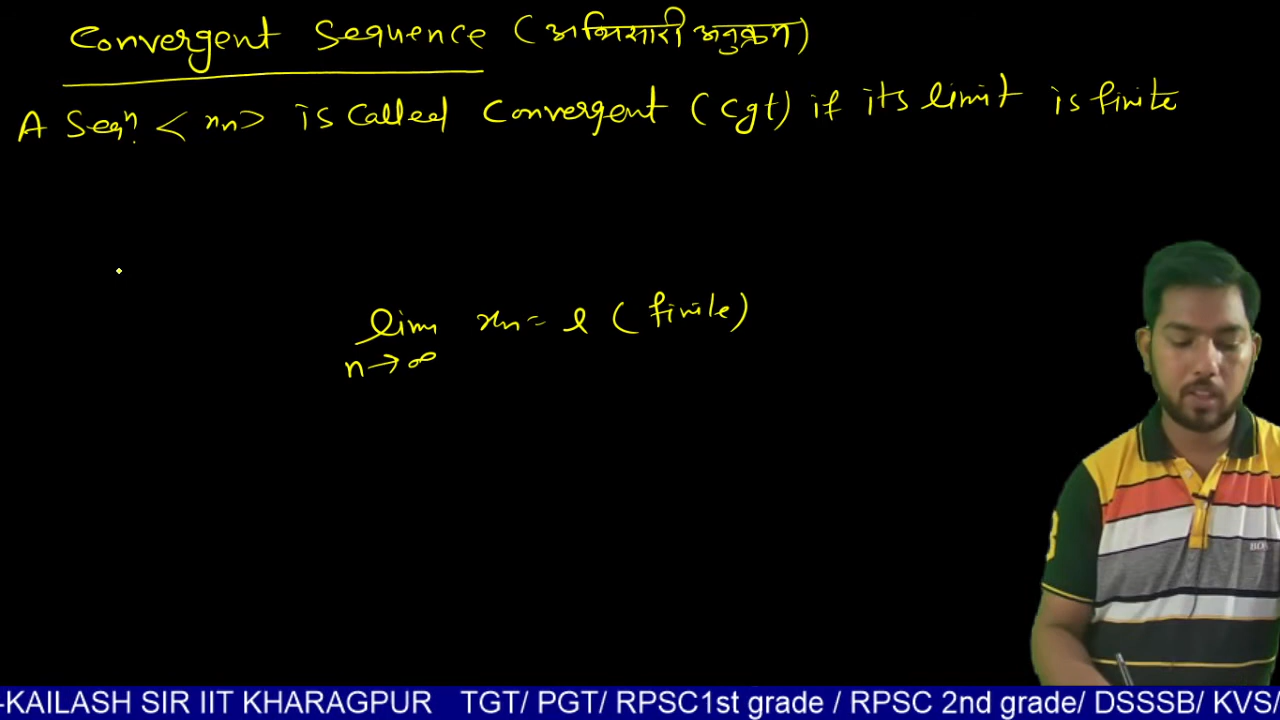 Convergent Sequence (अभिसारी अनुक्रम)
A Seqⁿ. < xn> is Called Convergent (Cgt) if its limit is finite
lim xn = l (finite)
n→∞
-KAILASH SIR IIT KHARAGPUR TGT/ PGT/ RPSC1st grade / RPSC 2nd grade/ DSSSB/ KVS/